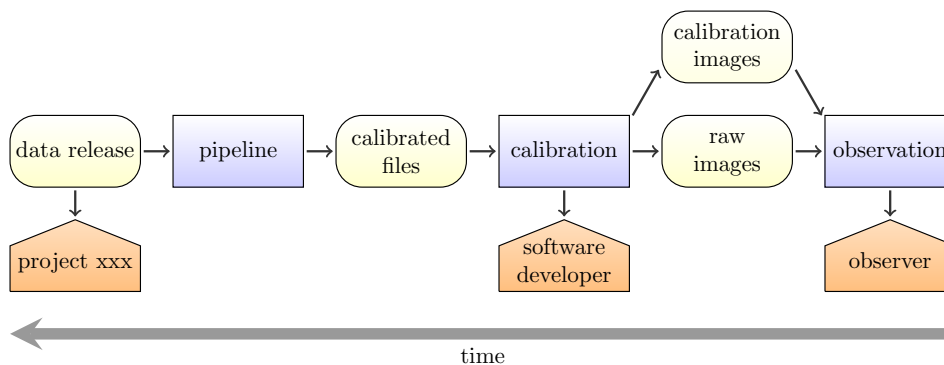 calibration
images
data release
pipeline
calibrated
files
calibration
raw
images
observation
project xxx
software
developer
observer
time